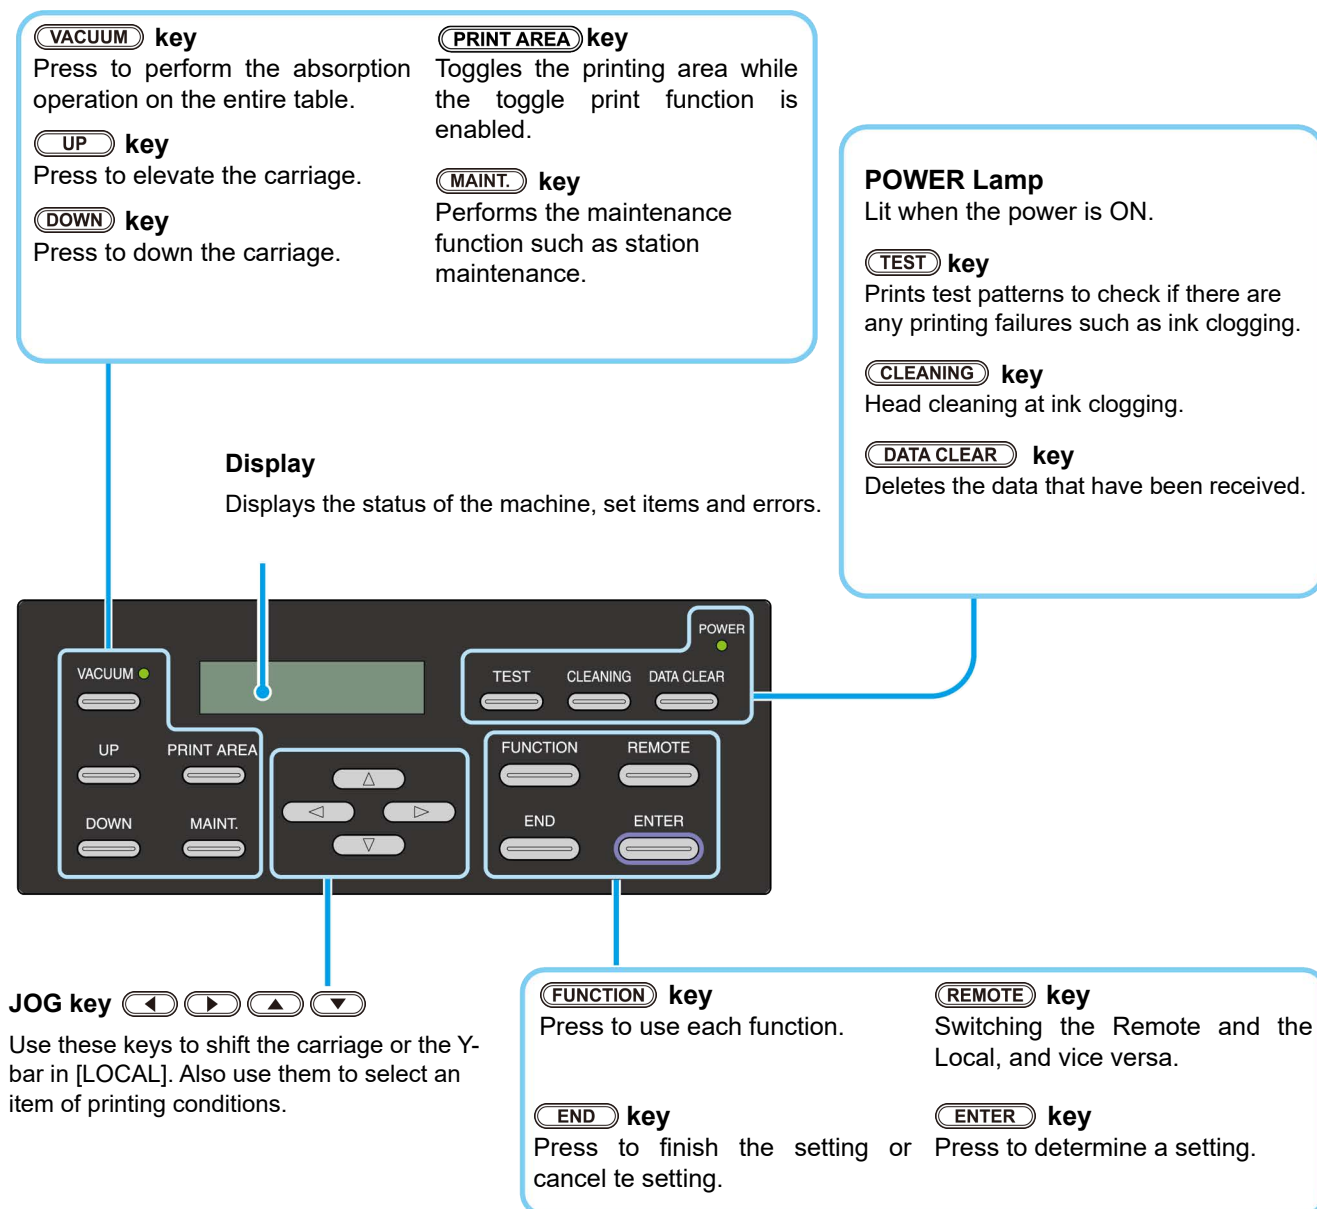 VACUUM key
Press to perform the absorption
operation on the entire table.
UP key
Press to elevate the carriage.
DOWN key
Press to down the carriage.
PRINT AREA key
Toggles the printing area while
the toggle print function is
enabled.
MAINT. key
Performs the maintenance
function such as station
maintenance.
POWER Lamp
Lit when the power is ON.
TEST key
Prints test patterns to check if there are
any printing failures such as ink clogging.
CLEANING key
Head cleaning at ink clogging.
DATA CLEAR key
Deletes the data that have been received.
Display
Displays the status of the machine, set items and errors.
POWER
VACUUM
TEST CLEANING DATA CLEAR
UP PRINT AREA
FUNCTION REMOTE
DOWN MAINT.
END ENTER
JOG key
Use these keys to shift the carriage or the Y-
bar in [LOCAL]. Also use them to select an
item of printing conditions.
FUNCTION key
Press to use each function.
REMOTE key
Switching the Remote and the
Local, and vice versa.
END key
Press to finish the setting or
cancel te setting.
ENTER key
Press to determine a setting.